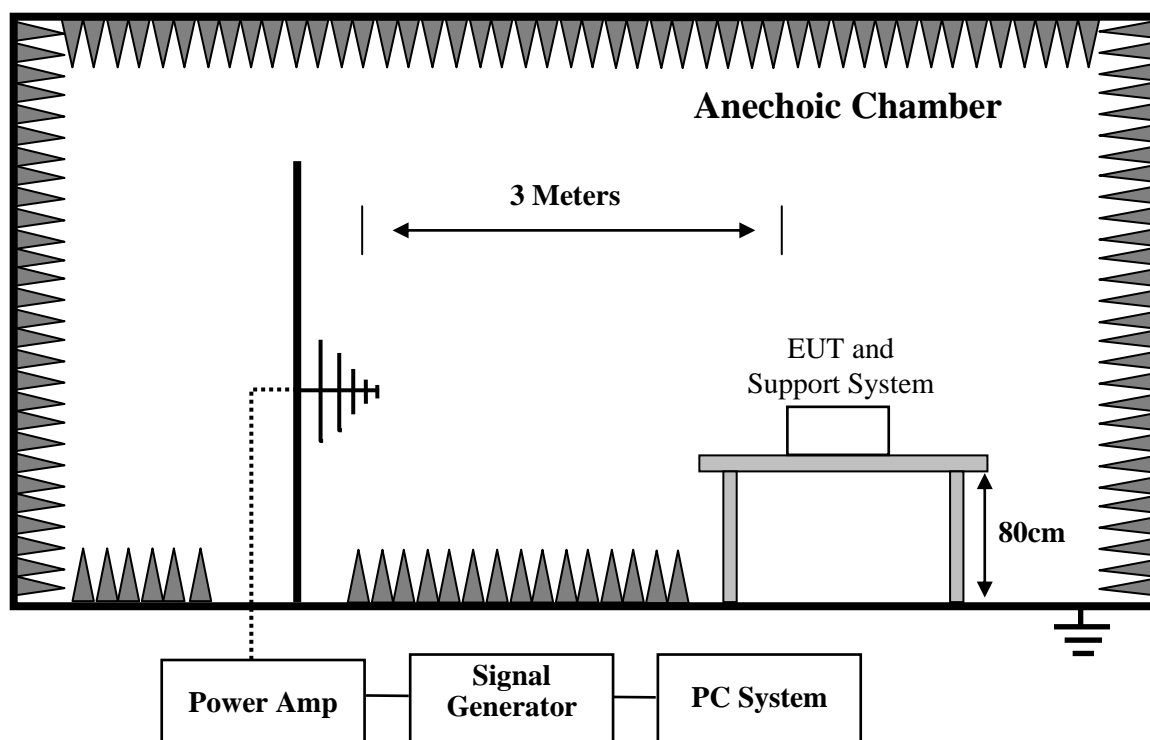 Anechoic Chamber
3 Meters
EUT and
Support System
80cm
Power Amp
Signal
Generator
PC System